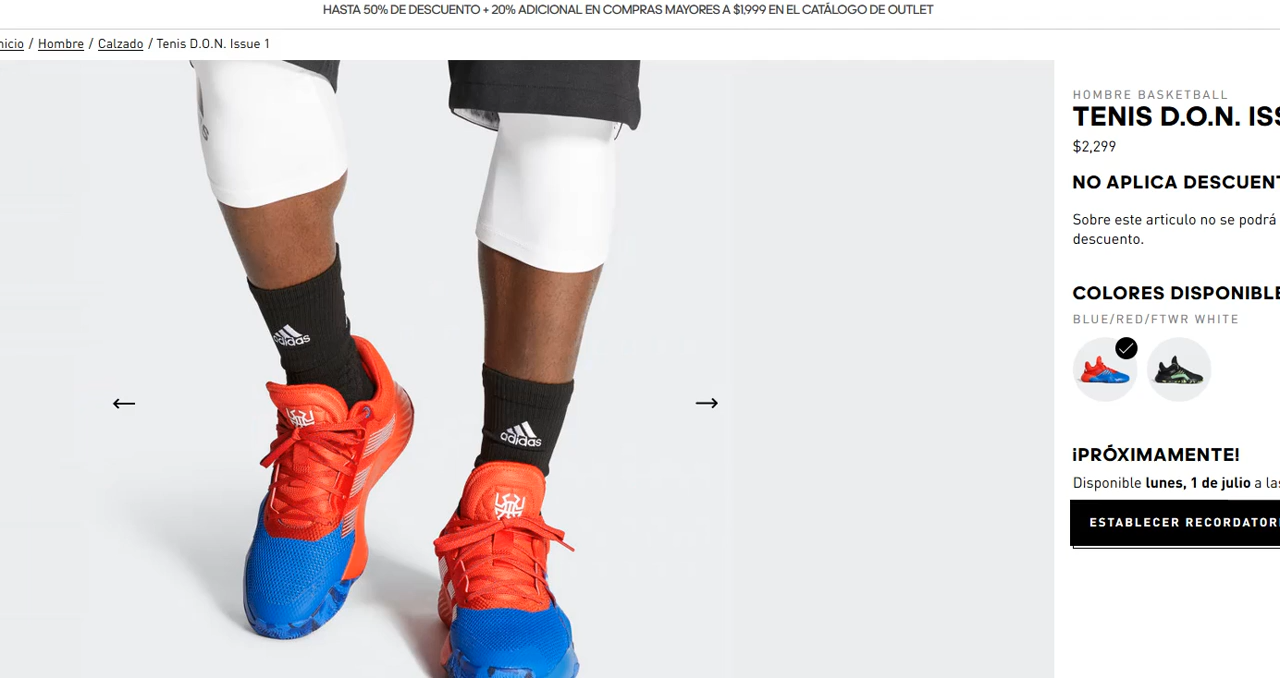 HASTA 50% DE DESCUENTO + 20% ADICIONAL EN COMPRAS MAYORES A $1,999 EN EL CATÁLOGO DE OUTLET
nicio / Hombre / Calzado / Tenis D.O.N. Issue 1
HOMBRE BASKETBALL
TENIS D.O.N. ISS
$2,299
NO APLICA DESCUENT
Sobre este articulo no se podrá
descuento.
COLORES DISPONIBLE
BLUE/RED/FTWR WHITE
¡PRÓXIMAMENTE!
Disponible lunes, 1 de julio a las
ESTABLECER RECORDATORI
adidas
adidas